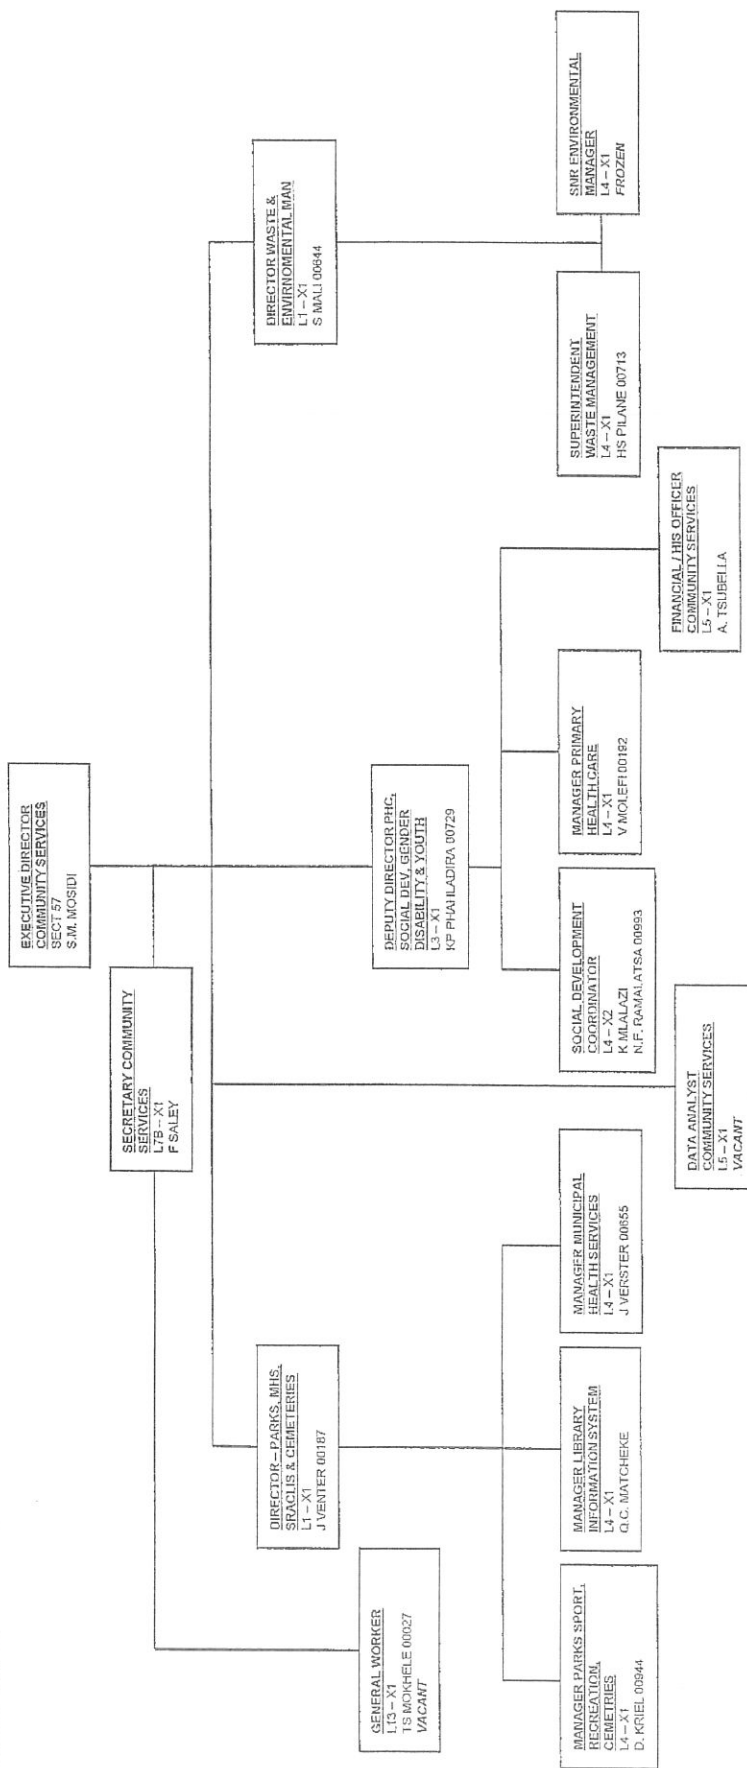 EXECUTIVE DIRECTOR
COMMUNITY SERVICES
SECT 57
S.M. MOSIDI
SECRETARY COMMUNITY
SERVICES
L7B – X1
F SALEY
DIRECTOR – PARKS, MHS,
SRACLIS & CEMETERIES
L1 – X1
J VENTER 00187
DIRECTOR WASTE &
ENVIRNOMENTAL MAN
L1 – X1
S MALI 00644
GENERAL WORKER
L13 – X1
TS MOKHELE 00027
VACANT
DEPUTY DIRECTOR PHC,
SOCIAL DEV, GENDER
DISABILITY & YOUTH
L3 – X1
KP PHAHLADIRA 00729
MANAGER PARKS SPORT,
RECREATION,
CEMETRIES
L4 – X1
D. KRIEL 00944
MANAGER LIBRARY
INFORMATION SYSTEM
L4 – X1
Q.C. MATCHEKE
MANAGER MUNICIPAL
HEALTH SERVICES
L4 – X1
J VERSTER 00655
SOCIAL DEVELOPMENT
COORDINATOR
L4 – X2
K MLALAZI
N.F. RAMALATSA 00993
MANAGER PRIMARY
HEALTH CARE
L4 – X1
V MOLEFI 00192
SUPERINTENDENT
WASTE MANAGEMENT
L4 – X1
HS PILANE 00713
SNR ENVIRONMENTAL
MANAGER
L4 – X1
FROZEN
DATA ANALYST
COMMUNITY SERVICES
L5 – X1
VACANT
FINANCIAL / HIS OFFICER
COMMUNITY SERVICES
L5 – X1
A. TSUBELLA